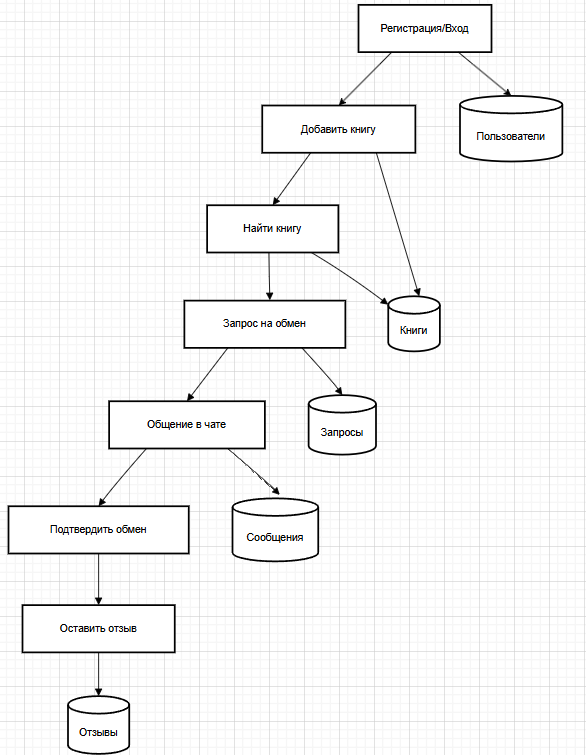 Регистрация/Вход
Добавить книгу
Пользователи
Найти книгу
Запрос на обмен
Книги
Общение в чате
Запросы
Подтвердить обмен
Сообщения
Оставить отзыв
Отзывы